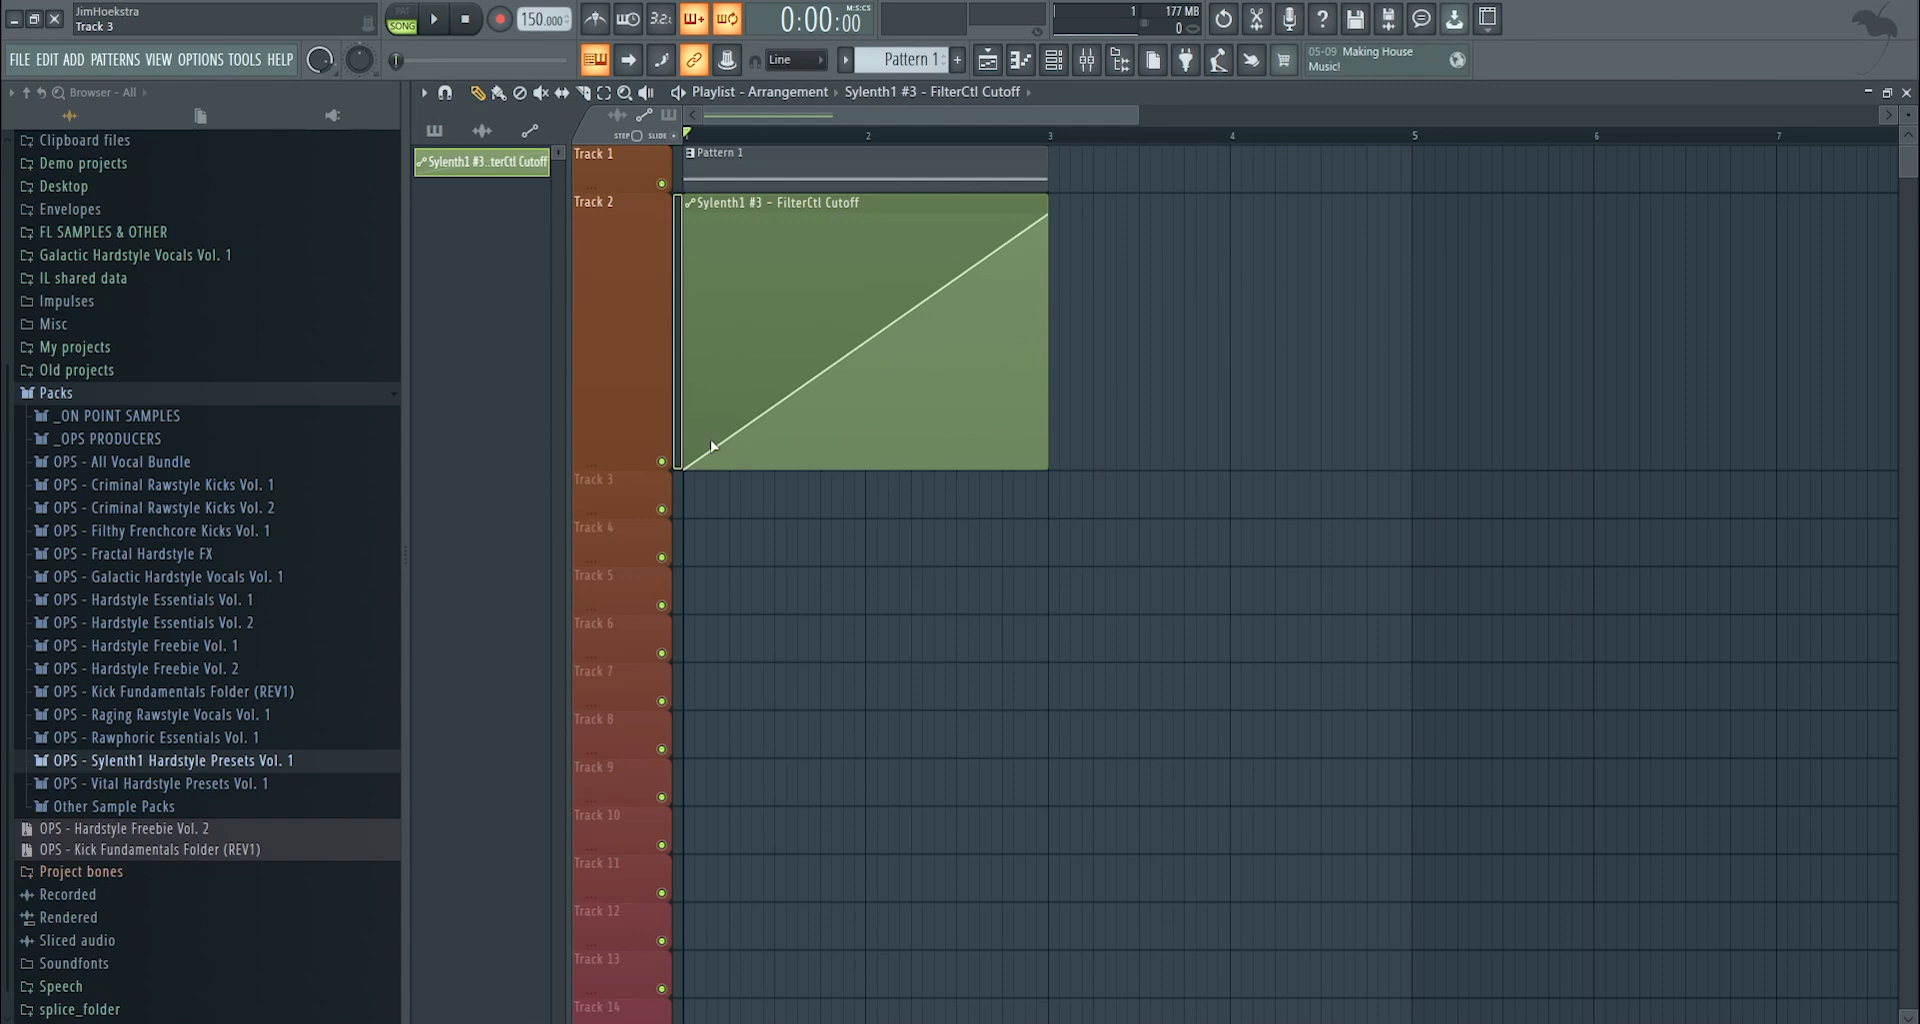 JimHoekstra
Track 3
PAT
SONG
150.000
3.2:
0:00:00
M:S:CS
1
177 MB
0
FILE EDIT ADD PATTERNS VIEW OPTIONS TOOLS HELP
Line
Pattern 1
+
05-09 Making House
Music!
Browser - All
Playlist - Arrangement
Sylenth1 #3 - FilterCtl Cutoff
STEP SLIDE
2
3
4
5
6
7
Clipboard files
Demo projects
Desktop
Envelopes
FL SAMPLES & OTHER
Galactic Hardstyle Vocals Vol. 1
IL shared data
Impulses
Misc
My projects
Old projects
Packs
_ON POINT SAMPLES
_OPS PRODUCERS
OPS - All Vocal Bundle
OPS - Criminal Rawstyle Kicks Vol. 1
OPS - Criminal Rawstyle Kicks Vol. 2
OPS - Filthy Frenchcore Kicks Vol. 1
OPS - Fractal Hardstyle FX
OPS - Galactic Hardstyle Vocals Vol. 1
OPS - Hardstyle Essentials Vol. 1
OPS - Hardstyle Essentials Vol. 2
OPS - Hardstyle Freebie Vol. 1
OPS - Hardstyle Freebie Vol. 2
OPS - Kick Fundamentals Folder (REV1)
OPS - Raging Rawstyle Vocals Vol. 1
OPS - Rawphoric Essentials Vol. 1
OPS - Sylenth1 Hardstyle Presets Vol. 1
OPS - Vital Hardstyle Presets Vol. 1
Other Sample Packs
OPS - Hardstyle Freebie Vol. 2
OPS - Kick Fundamentals Folder (REV1)
Project bones
Recorded
Rendered
Sliced audio
Soundfonts
Speech
splice_folder
Sylenth1 #3..terCtl Cutoff
Track 1
Pattern 1
Track 2
Sylenth1 #3 - FilterCtl Cutoff
Track 3
Track 4
Track 5
Track 6
Track 7
Track 8
Track 9
Track 10
Track 11
Track 12
Track 13
Track 14